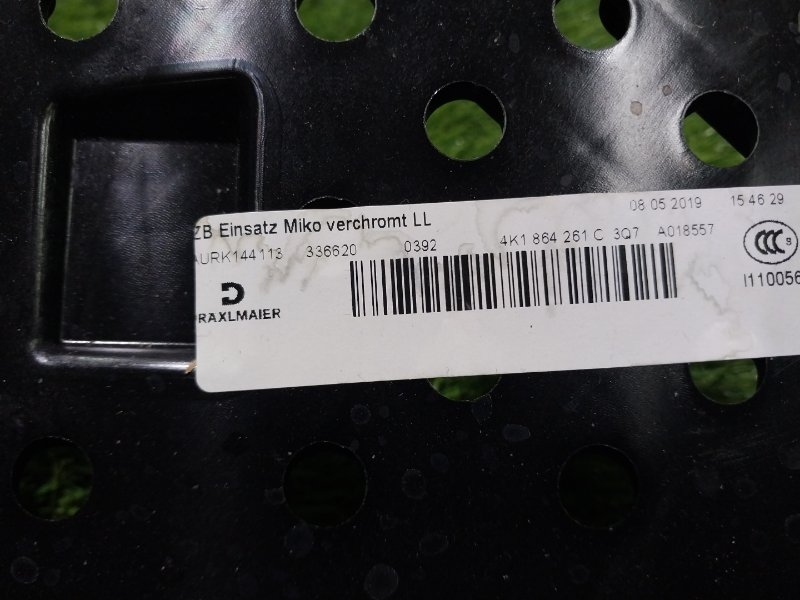 08 05 2019 15 46 29
ZB Einsatz Miko verchromt LL
AURK144113 336620 0392 4K1 864 261 C 3Q7 A018557
CCC S
RAXLMAIER
I110056